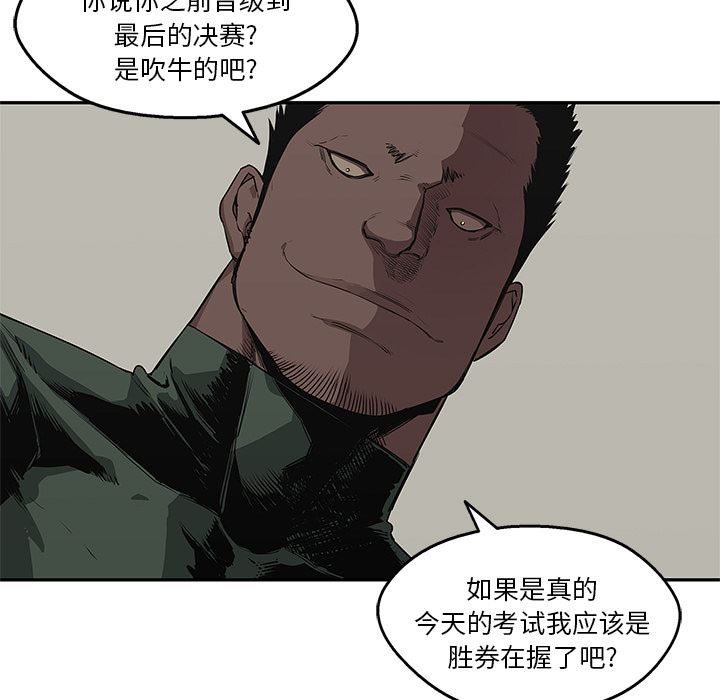 你说你之前晋级到
最后的决赛?
是吹牛的吧?
如果是真的
今天的考试我应该是
胜券在握了吧?